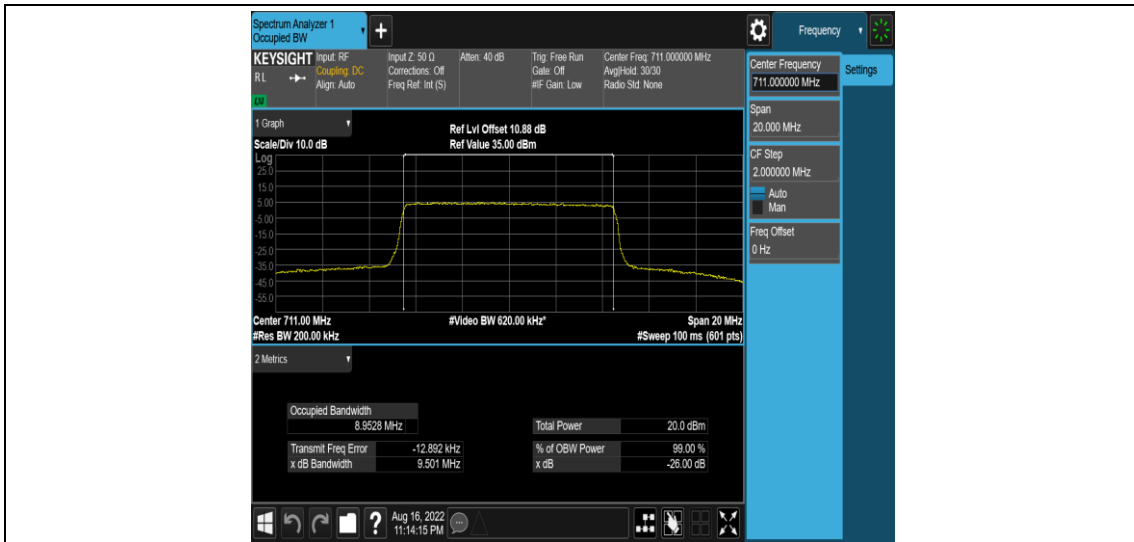 Spectrum Analyzer 1
Occupied BW
+
Frequency
KEYSIGHT
RL
Input: RF
Coupling: DC
Align: Auto
Input Z: 50 Ω
Corrections: Off
Freq Ref: Int (S)
Atten: 40 dB
Trig: Free Run
Gate: Off
#IF Gain: Low
Center Freq: 711.000000 MHz
Avg|Hold: 30/30
Radio Std: None
Center Frequency
711.000000 MHz
Settings
Span
20.000 MHz
CF Step
2.000000 MHz
Auto
Man
Freq Offset
0 Hz
1 Graph
Scale/Div 10.0 dB
Ref Lvl Offset 10.88 dB
Ref Value 35.00 dBm
Log
25.0
15.0
5.00
-5.00
-15.0
-25.0
-35.0
-45.0
-55.0
Center 711.00 MHz
#Video BW 620.00 kHz*
Span 20 MHz
#Res BW 200.00 kHz
#Sweep 100 ms (601 pts)
2 Metrics
Occupied Bandwidth
8.9528 MHz
Total Power 20.0 dBm
Transmit Freq Error -12.892 kHz
% of OBW Power 99.00 %
x dB Bandwidth 9.501 MHz
x dB -26.00 dB
?
Aug 16, 2022
11:14:15 PM